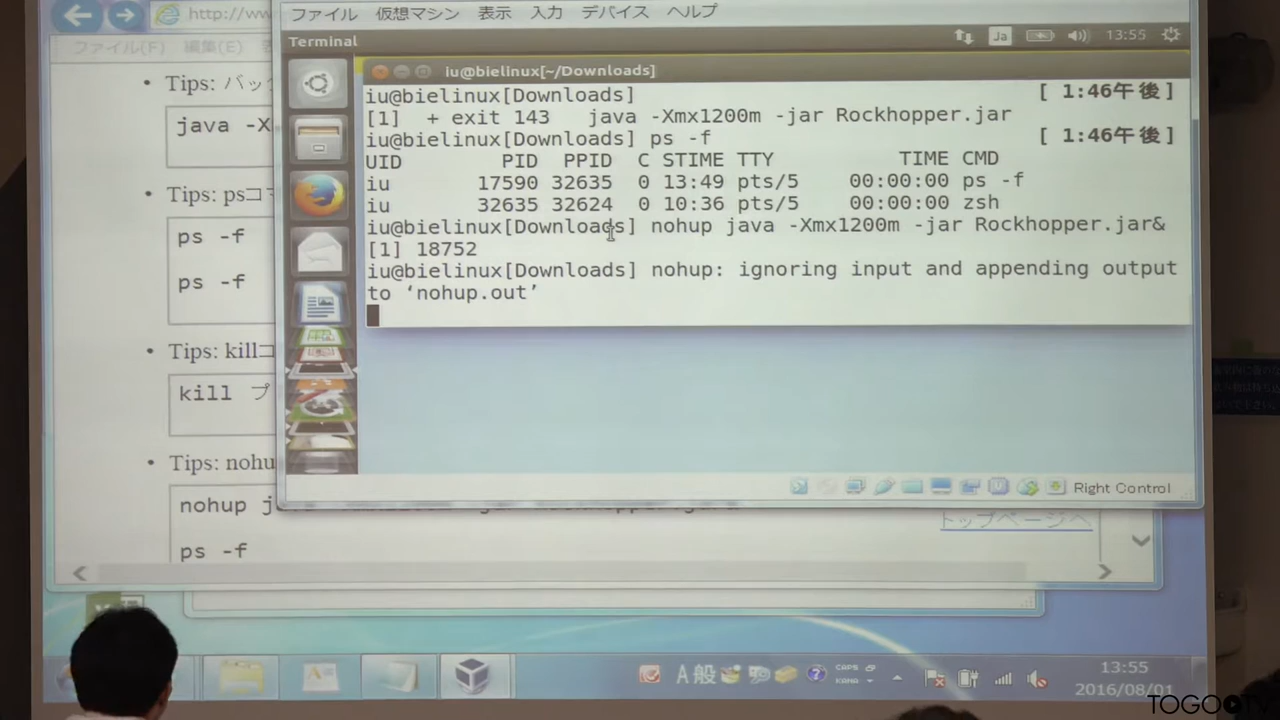 ファイル 仮想マシン 表示 入力 デバイス ヘルプ
http://ww
ファイル(F) 編集(E)
Terminal
Ja
13:55
iu@bielinux[~/Downloads]
• Tips: バッ
java -X
• Tips: psコ
ps -f
ps -f
• Tips: killコ
kill プ
• Tips: nohu
nohup j
ps -f
iu@bielinux[Downloads] [ 1:46午後]
[1] + exit 143 java -Xmx1200m -jar Rockhopper.jar
iu@bielinux[Downloads] ps -f [ 1:46午後]
UID PID PPID C STIME TTY TIME CMD
iu 17590 32635 0 13:49 pts/5 00:00:00 ps -f
iu 32635 32624 0 10:36 pts/5 00:00:00 zsh
iu@bielinux[Downloads] nohup java -Xmx1200m -jar Rockhopper.jar&
[1] 18752
iu@bielinux[Downloads] nohup: ignoring input and appending output
to ‘nohup.out’
Right Control
トップページへ
A 般
CAPS
KANA
13:55
2016/08/01
TOGOTV